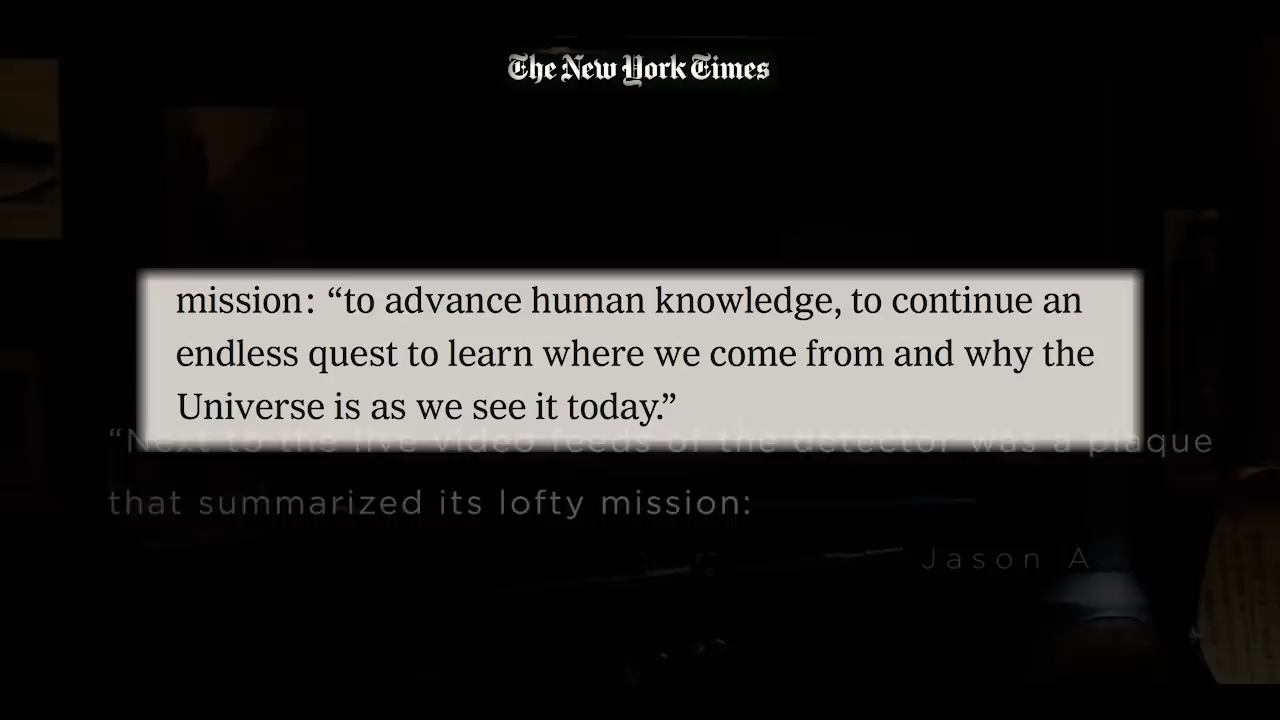 The New York Times
mission: “to advance human knowledge, to continue an
endless quest to learn where we come from and why the
Universe is as we see it today.”
“Next to the live video feeds of the detector was a plaque
that summarized its lofty mission:
Jason A